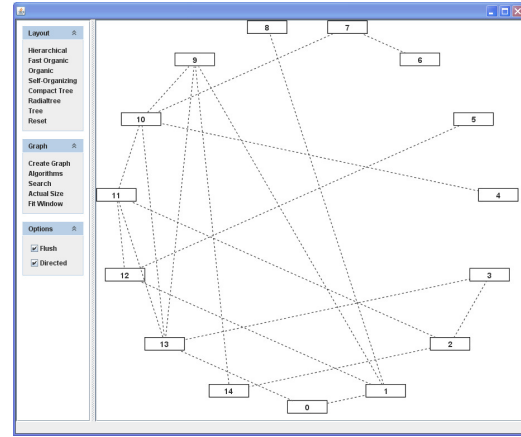 Layout
Hierarchical
Fast Organic
Organic
Self-Organizing
Compact Tree
Radialtree
Tree
Reset
Graph
Create Graph
Algorithms
Search
Actual Size
Fit Window
Options
Flush
Directed
8
7
9
6
10
5
11
4
12
3
13
2
14
1
0